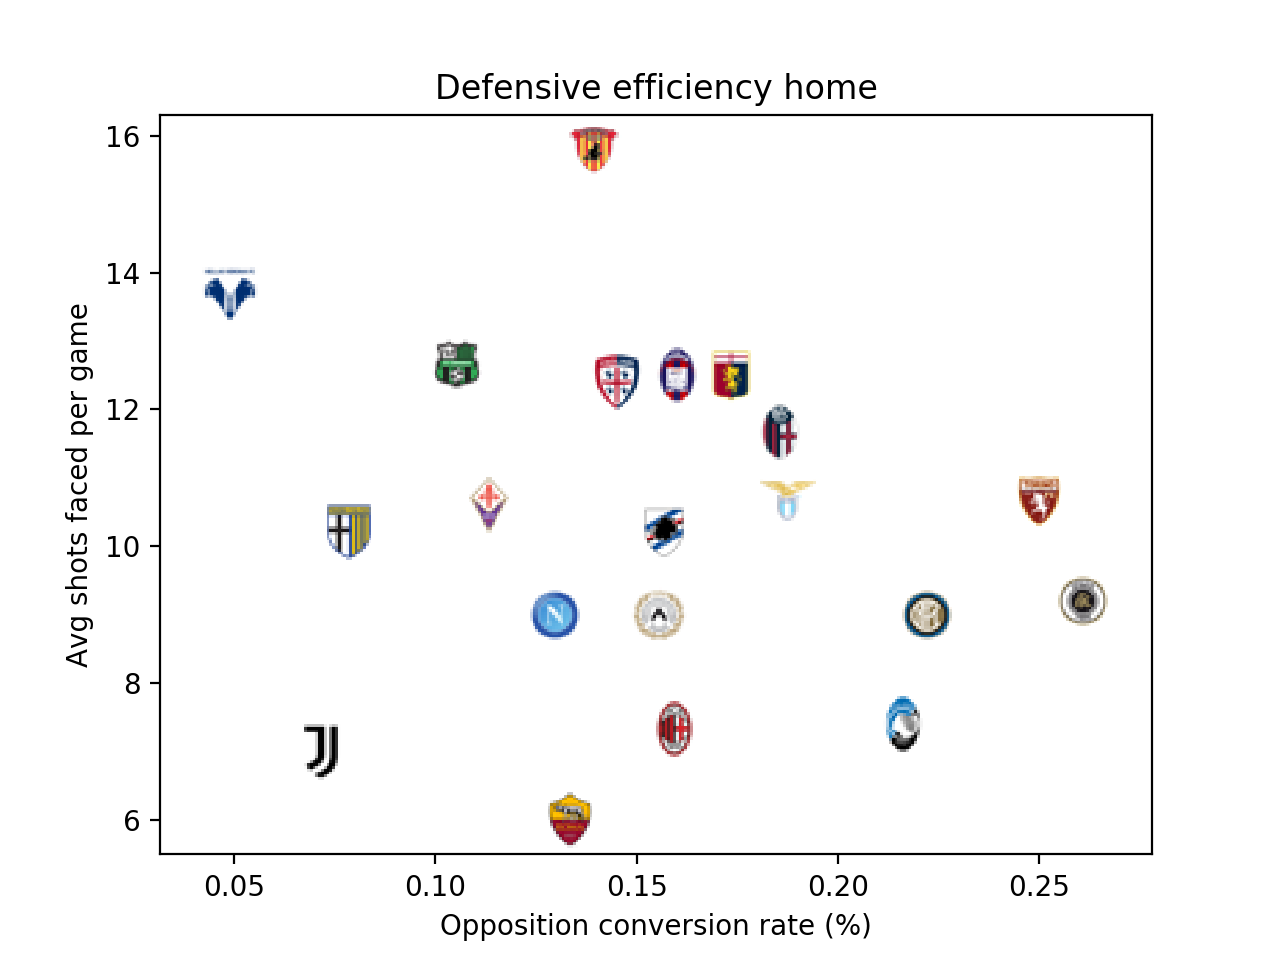 Defensive efficiency home
Avg shots faced per game
16
14
12
10
8
6
0.05 0.10 0.15 0.20 0.25
Opposition conversion rate (%)